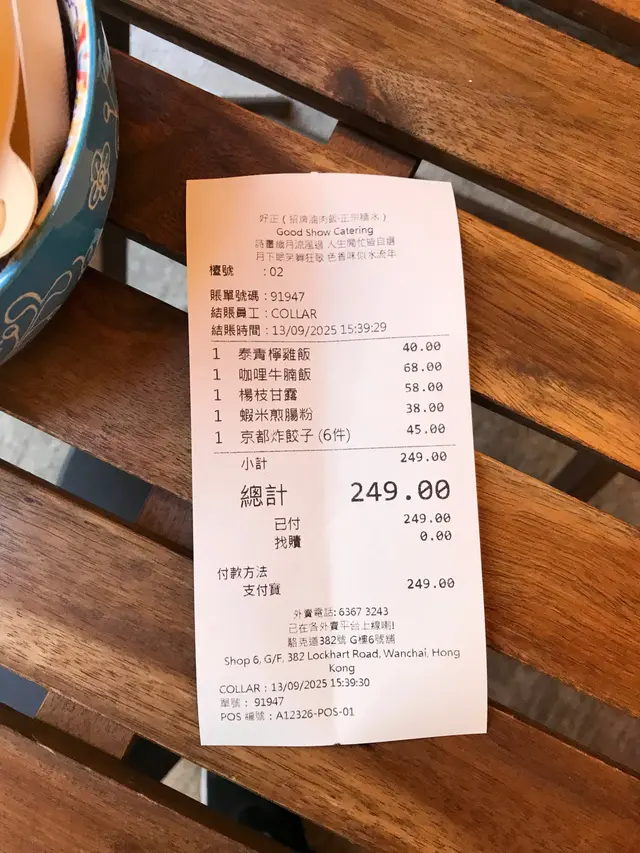 好正 ( 招牌滷肉飯‧正宗糖水 )
Good Show Catering
人生
月下
檯號 : 02
賬單號碼 : 91947
結賬員工 : COLLAR
結賬時間 : 13/09/2025 15:39:29
1 泰青檸雞飯 40.00
1 咖哩牛腩飯 68.00
1 楊枝甘露 58.00
1 蝦米煎腸粉 38.00
1 京都炸餃子 (6件) 45.00
小計 249.00
總計 249.00
已付 249.00
找贖 0.00
付款方法
支付寶 249.00
外賣電話: 6367 3243
已在各外賣平台上線喇!
駱克道382號 G樓6號舖
Shop 6, G/F, 382 Lockhart Road, Wanchai, Hong
Kong
COLLAR : 13/09/2025 15:39:30
單號 : 91947
POS 編號 : A12326-POS-01